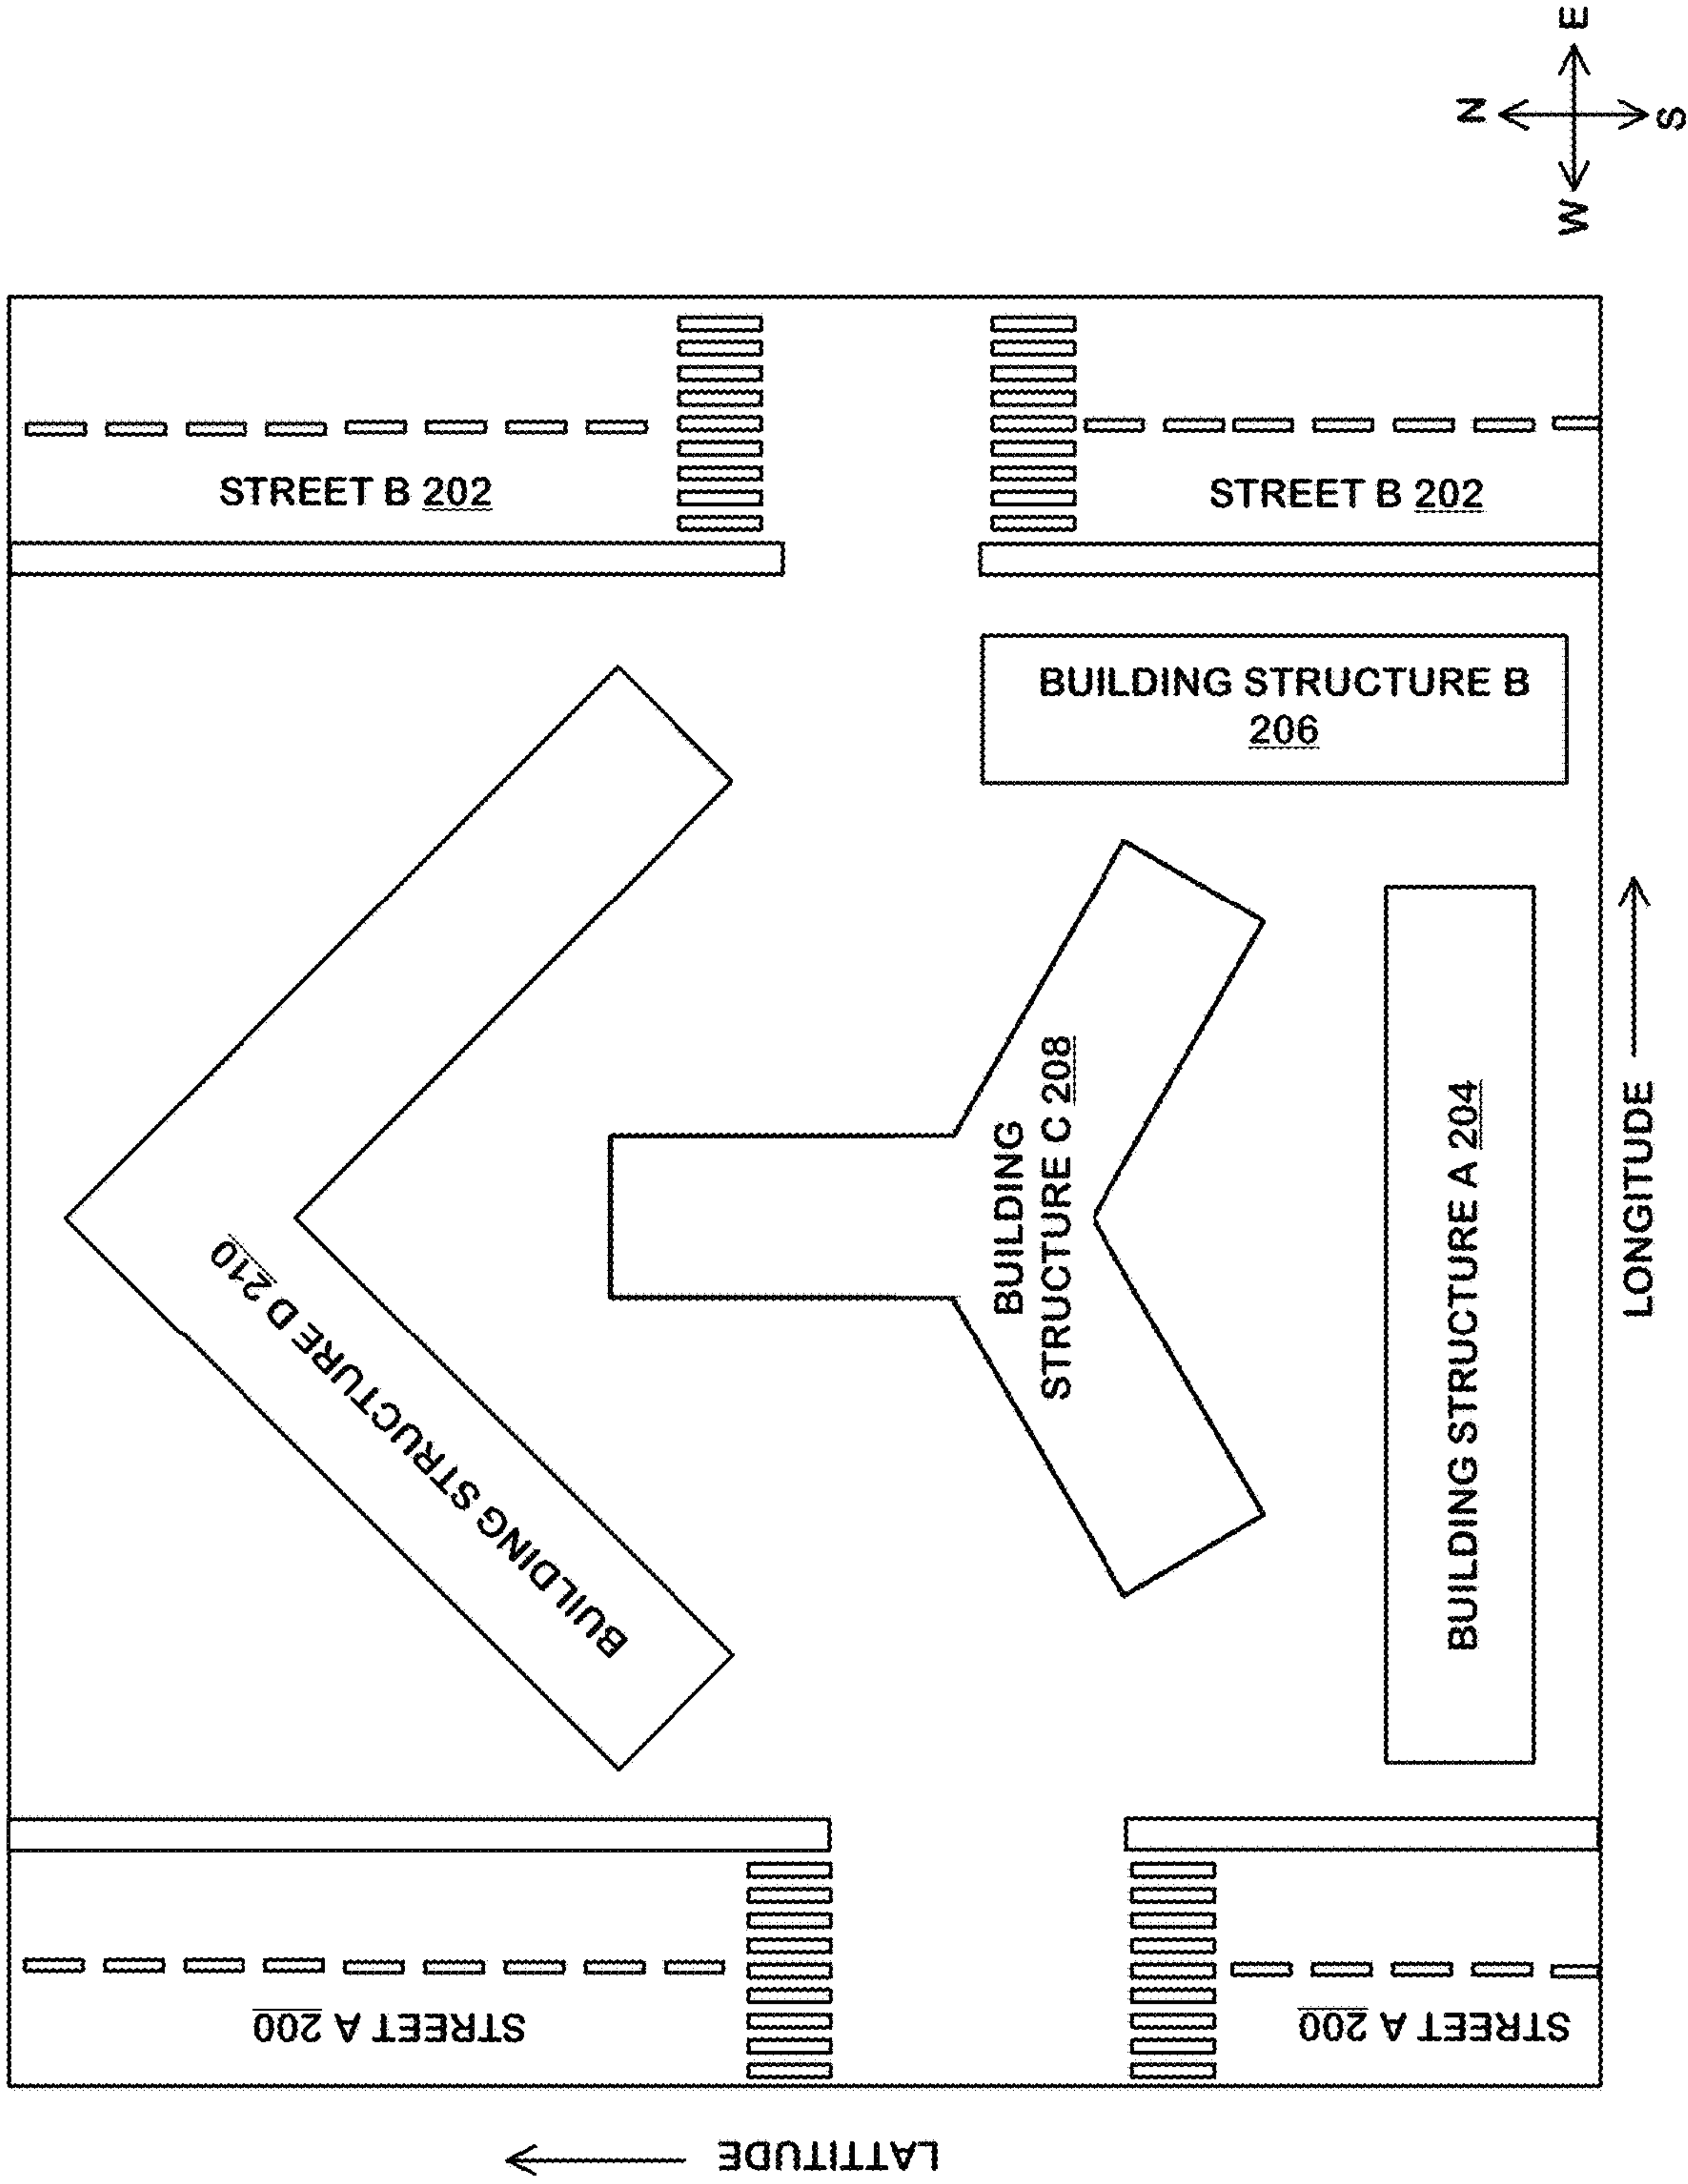 STREET A 200
STREET B 202
BUILDING STRUCTURE D 210
LATTITUDE
BUILDING
STRUCTURE C 208
BUILDING STRUCTURE B
206
STREET A 200
STREET B 202
BUILDING STRUCTURE A 204
LONGITUDE
N
W
E
S